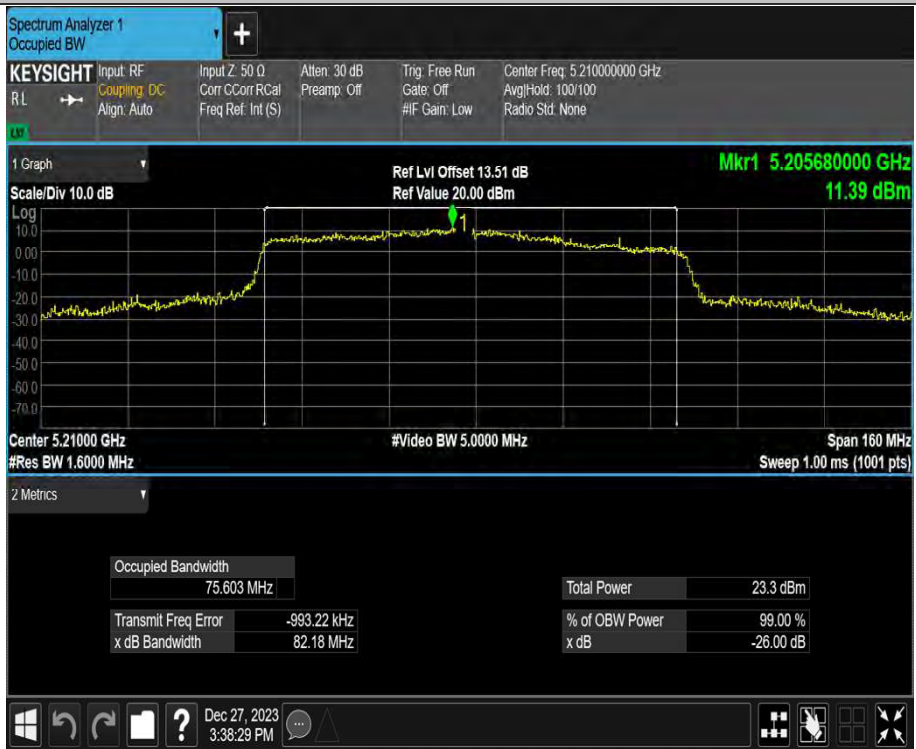 Spectrum Analyzer 1
Occupied BW
+
KEYSIGHT
RL
Input: RF
Coupling: DC
Align: Auto
Input Z: 50 Ω
Corr CCorr RCal
Freq Ref: Int (S)
Atten: 30 dB
Preamp: Off
Trig: Free Run
Gate: Off
#IF Gain: Low
Center Freq: 5.210000000 GHz
Avg|Hold: 100/100
Radio Std: None
1 Graph
Scale/Div 10.0 dB
Ref Lvl Offset 13.51 dB
Ref Value 20.00 dBm
Mkr1 5.205680000 GHz
11.39 dBm
Log
10.0
0.00
-10.0
-20.0
-30.0
-40.0
-50.0
-60.0
-70.0
1
Center 5.21000 GHz
#Res BW 1.6000 MHz
#Video BW 5.0000 MHz
Span 160 MHz
Sweep 1.00 ms (1001 pts)
2 Metrics
Occupied Bandwidth
75.603 MHz
Transmit Freq Error -993.22 kHz
x dB Bandwidth 82.18 MHz
Total Power 23.3 dBm
% of OBW Power 99.00 %
x dB -26.00 dB
?
Dec 27, 2023
3:38:29 PM